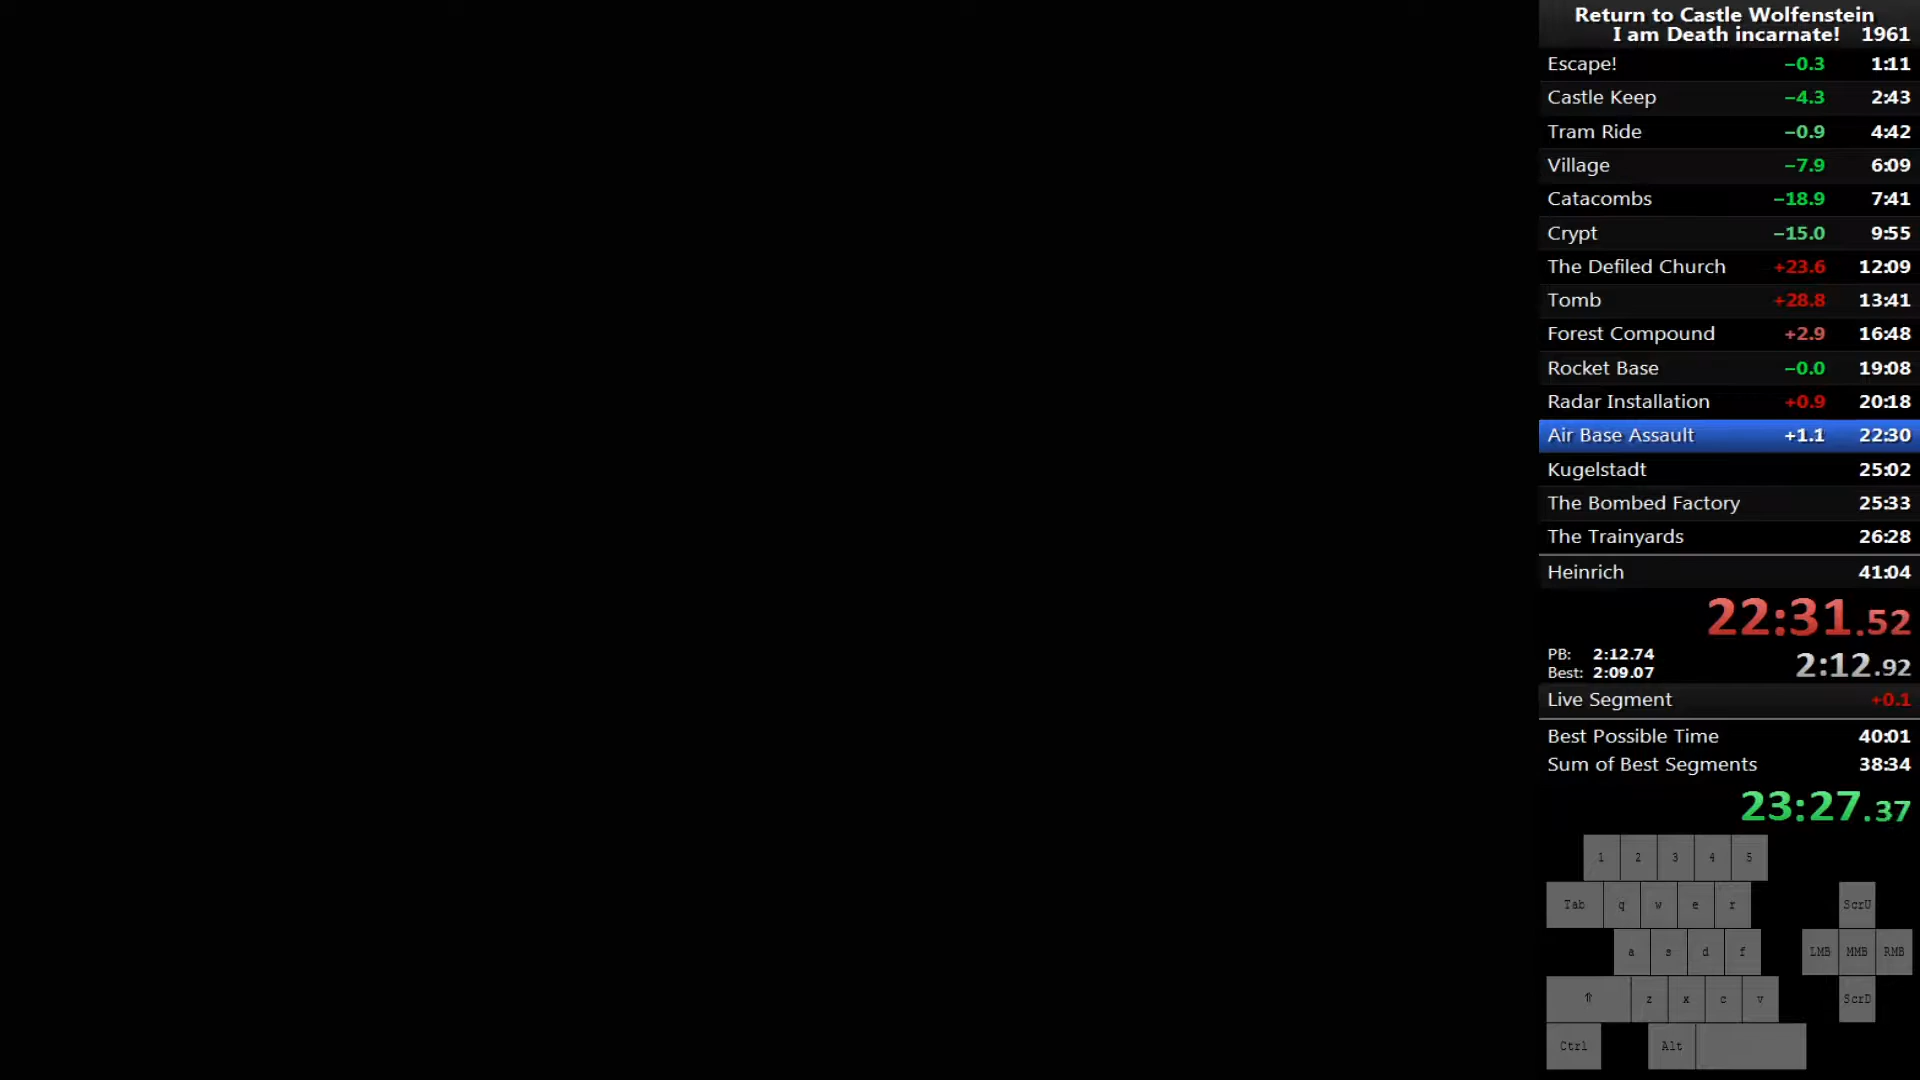 Return to Castle Wolfenstein
I am Death incarnate! 1961
Escape! −0.3 1:11
Castle Keep −4.3 2:43
Tram Ride −0.9 4:42
Village −7.9 6:09
Catacombs −18.9 7:41
Crypt −15.0 9:55
The Defiled Church +23.6 12:09
Tomb +28.8 13:41
Forest Compound +2.9 16:48
Rocket Base −0.0 19:08
Radar Installation +0.9 20:18
Air Base Assault +1.1 22:30
Kugelstadt 25:02
The Bombed Factory 25:33
The Trainyards 26:28
Heinrich 41:04
22:31.52
PB: 2:12.74
Best: 2:09.07
2:12.92
Live Segment +0.1
Best Possible Time 40:01
Sum of Best Segments 38:34
23:27.37
1 2 3 4 5
Tab q w e r ScrU
a s d f LMB MMB RMB
⇑ z x c v ScrD
Ctrl Alt